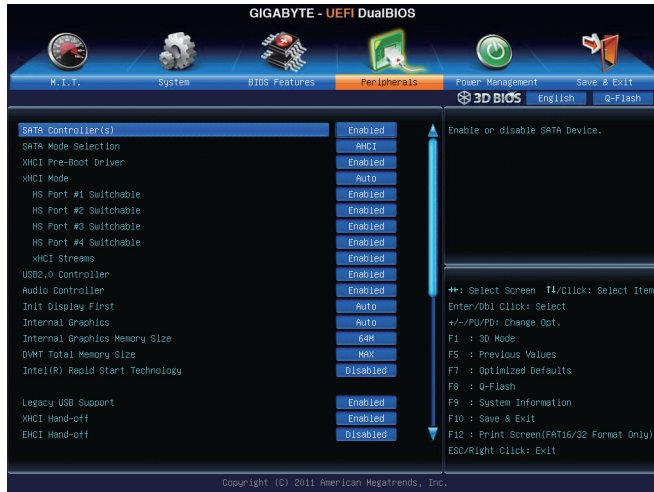 GIGABYTE - UEFI DualBIOS
M.I.T. System BIOS Features Peripherals Power Management Save & Exit
3D BIOS English Q-Flash
SATA Controller(s) Enabled
SATA Mode Selection AHCI
XHCI Pre-Boot Driver Enabled
xHCI Mode Auto
HS Port #1 Switchable Enabled
HS Port #2 Switchable Enabled
HS Port #3 Switchable Enabled
HS Port #4 Switchable Enabled
xHCI Streams Enabled
USB2.0 Controller Enabled
Audio Controller Enabled
Init Display First Auto
Internal Graphics Auto
Internal Graphics Memory Size 64M
DVMT Total Memory Size MAX
Intel(R) Rapid Start Technology Disabled
Legacy USB Support Enabled
XHCI Hand-off Enabled
EHCI Hand-off Disabled
Enable or disable SATA Device.
↔: Select Screen ↑↓/Click: Select Item
Enter/Dbl Click: Select
+/-/PU/PD: Change Opt.
F1 : 3D Mode
F5 : Previous Values
F7 : Optimized Defaults
F8 : Q-Flash
F9 : System Information
F10 : Save & Exit
F12 : Print Screen(FAT16/32 Format Only)
ESC/Right Click: Exit
Copyright (C) 2011 American Megatrends, Inc.